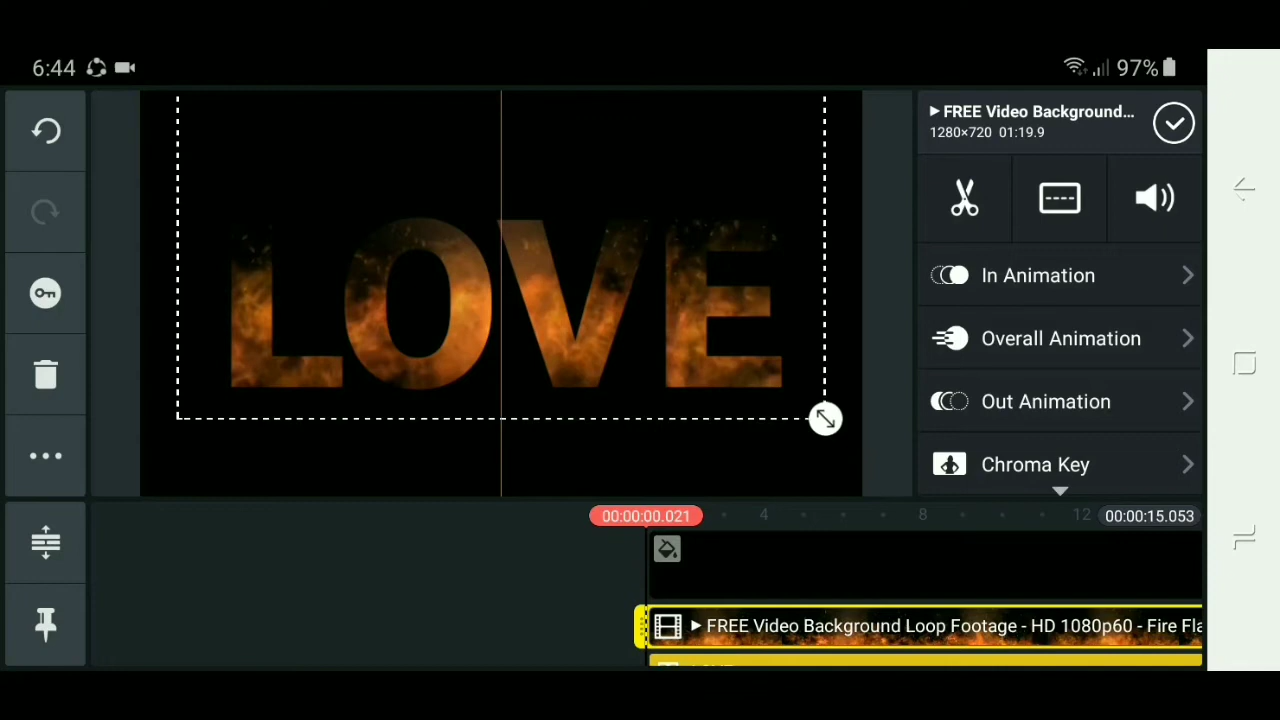 6:44
97%
LOVE
▶ FREE Video Background...
1280×720 01:19.9
In Animation
Overall Animation
Out Animation
Chroma Key
00:00:00.021
4
8
12
00:00:15.053
▶ FREE Video Background Loop Footage - HD 1080p60 - Fire Fla